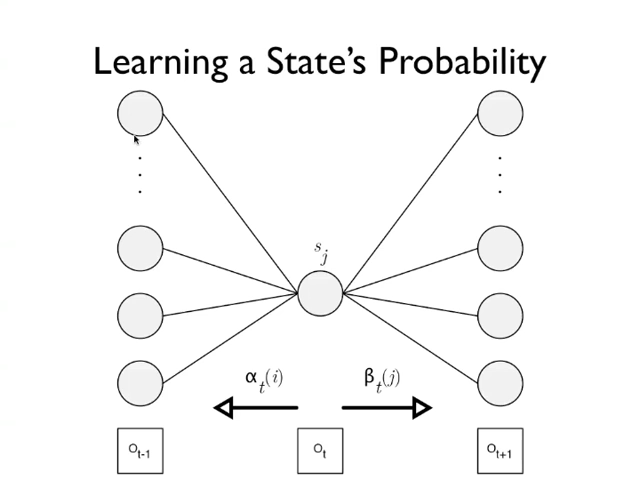 Learning a State's Probability
s_j
α_t(i) β_t(j)
O_t-1 O_t O_t+1